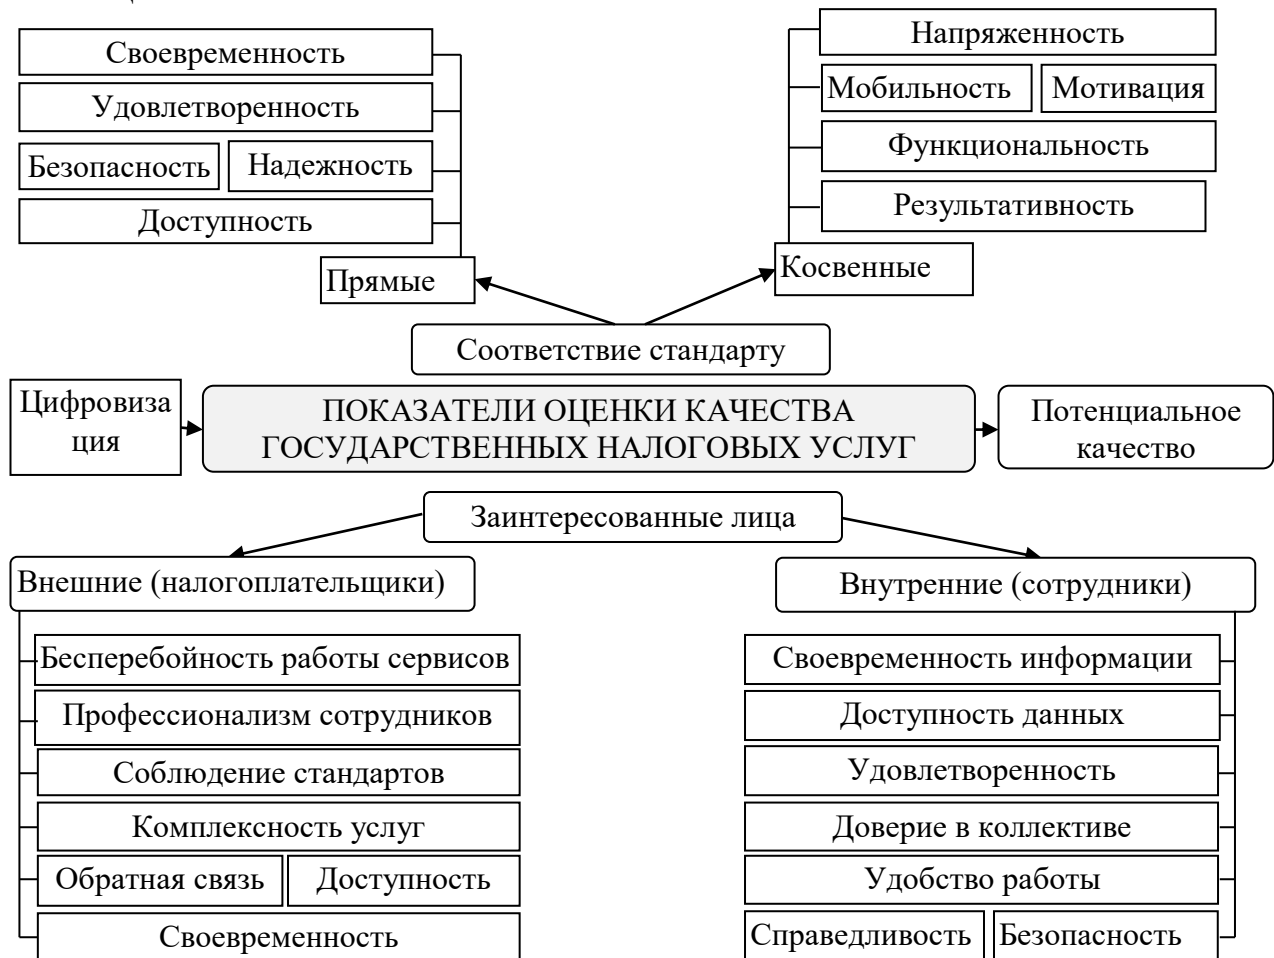 Своевременность
Удовлетворенность
Безопасность
Надежность
Доступность
Прямые
Напряженность
Мобильность
Мотивация
Функциональность
Результативность
Косвенные
Соответствие стандарту
Цифровиза
ция
ПОКАЗАТЕЛИ ОЦЕНКИ КАЧЕСТВА
ГОСУДАРСТВЕННЫХ НАЛОГОВЫХ УСЛУГ
Потенциальное
качество
Заинтересованные лица
Внешние (налогоплательщики)
Бесперебойность работы сервисов
Профессионализм сотрудников
Соблюдение стандартов
Комплексность услуг
Обратная связь
Доступность
Своевременность
Внутренние (сотрудники)
Своевременность информации
Доступность данных
Удовлетворенность
Доверие в коллективе
Удобство работы
Справедливость
Безопасность